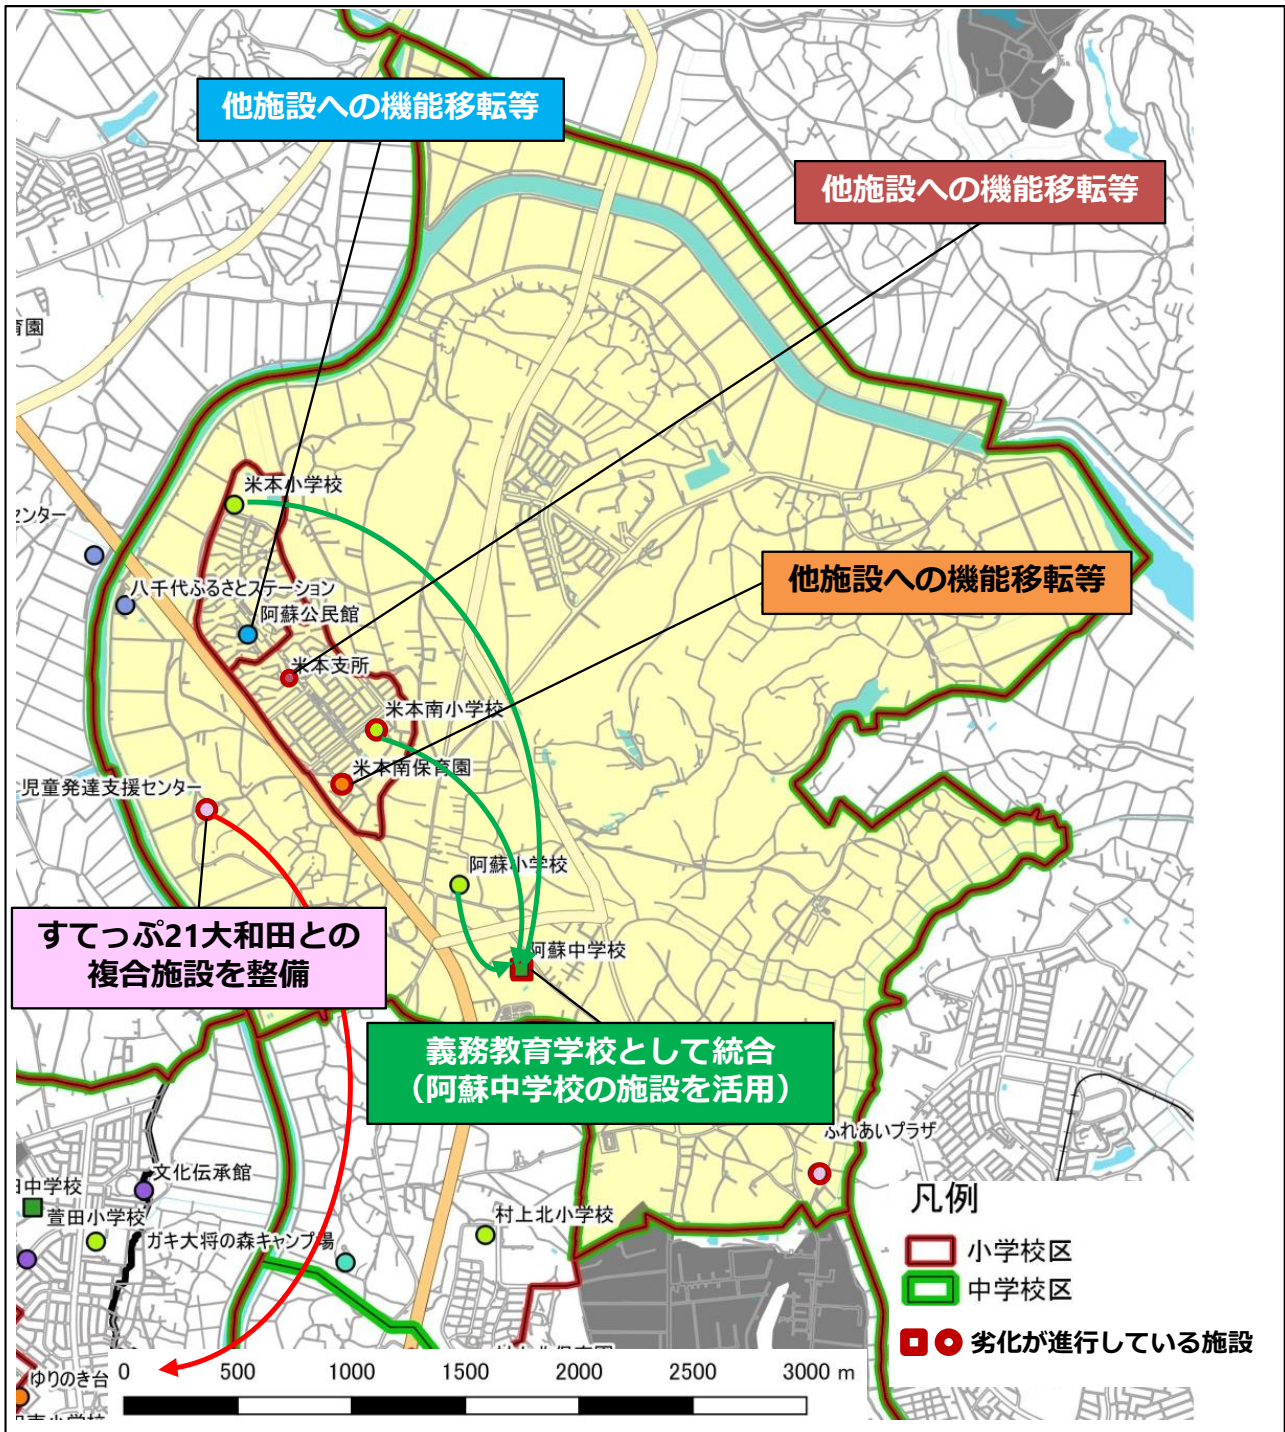 他施設への機能移転等
他施設への機能移転等
育園
米本小学校
センター
八千代ふるさとステーション
他施設への機能移転等
阿蘇公民館
米本支所
米本南小学校
米本南保育園
児童発達支援センター
阿蘇小学校
すてっぷ21大和田との
複合施設を整備
阿蘇中学校
義務教育学校として統合
（阿蘇中学校の施設を活用）
ふれあいプラザ
文化伝承館
田中学校
萱田小学校
村上北小学校
ガキ大将の森キャンプ場
凡例
小学校区
中学校区
劣化が進行している施設
0 500 1000 1500 2000 2500 3000 m
ゆりのき台